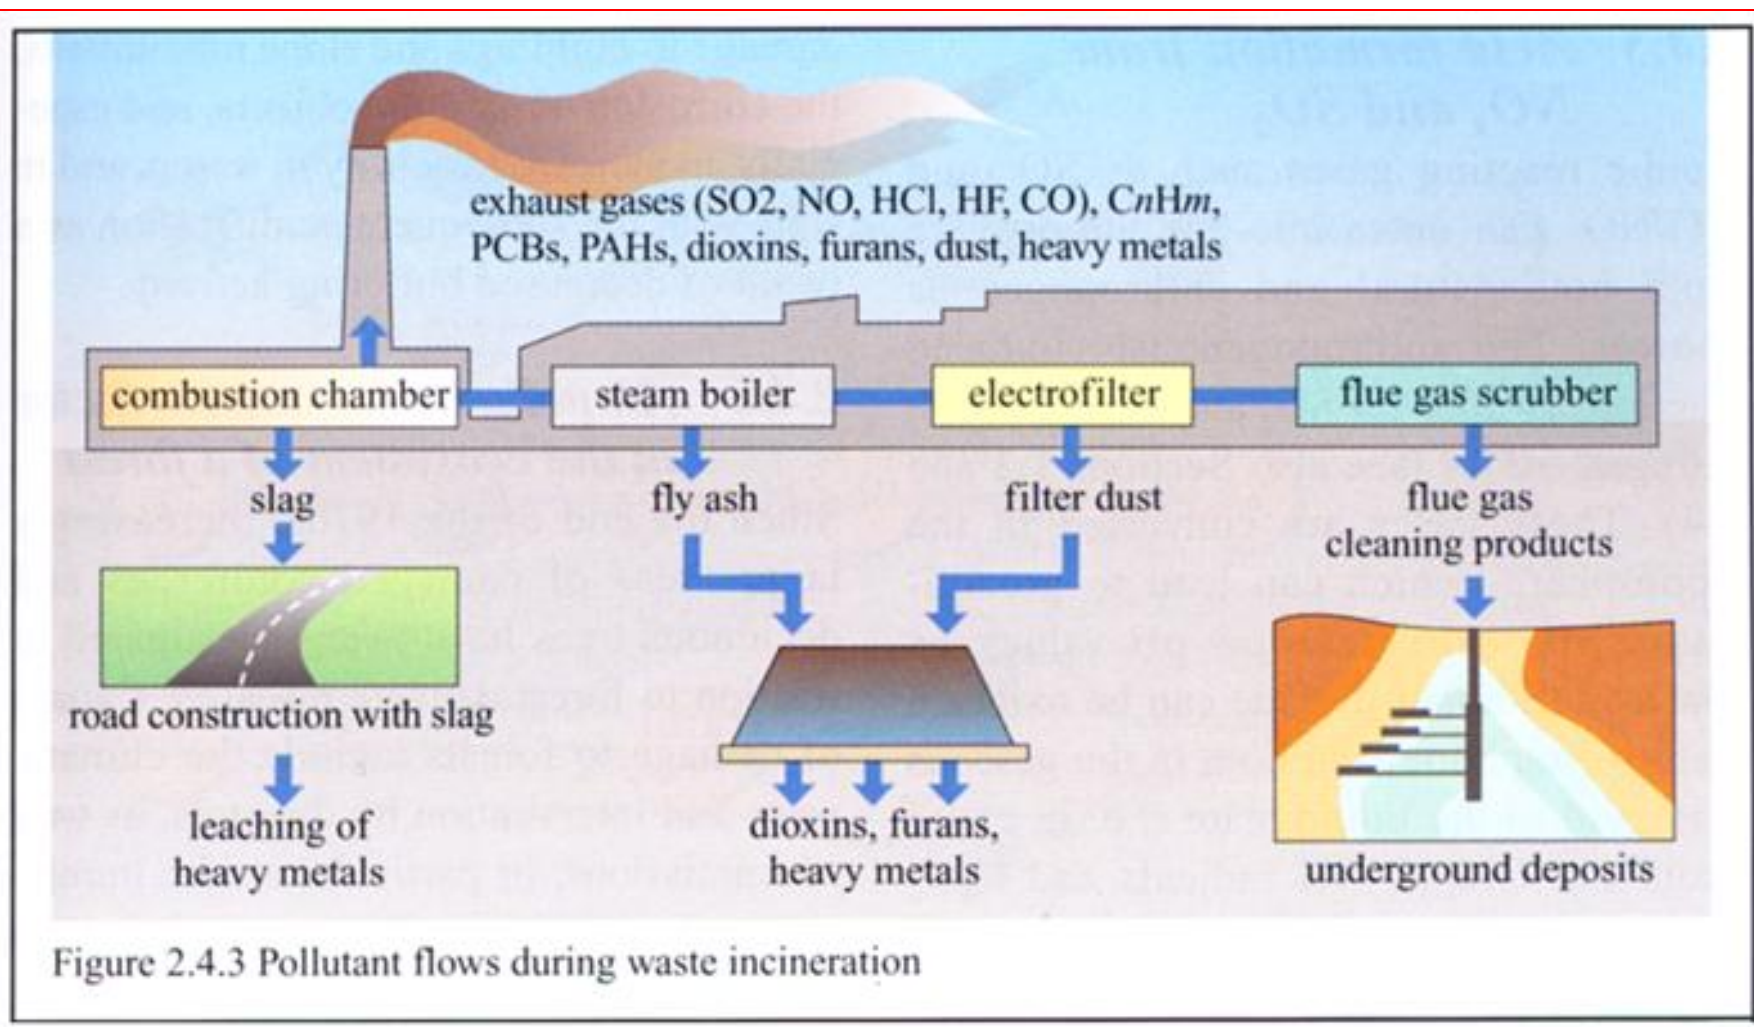 exhaust gases (SO2, NO, HCl, HF, CO), CnHm,
PCBs, PAHs, dioxins, furans, dust, heavy metals
combustion chamber
steam boiler
electrofilter
flue gas scrubber
slag
fly ash
filter dust
flue gas
cleaning products
road construction with slag
leaching of
heavy metals
dioxins, furans,
heavy metals
underground deposits
Figure 2.4.3 Pollutant flows during waste incineration